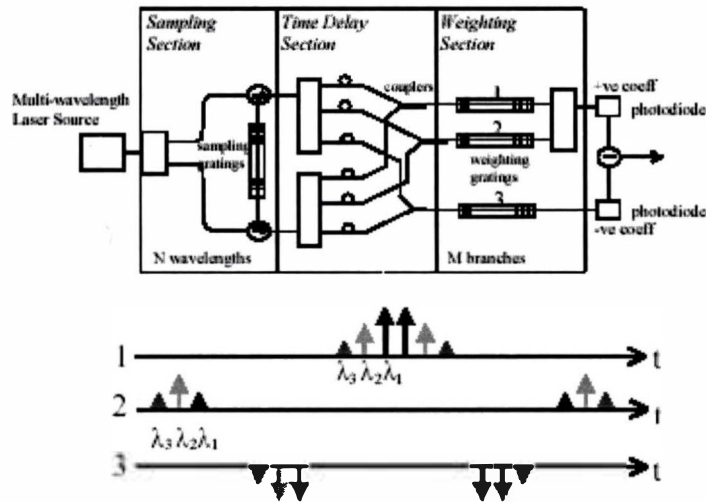 Sampling Section
Time Delay Section
Weighting Section
Multi-wavelength Laser Source
sampling gratings
couplers
1
2
weighting gratings
3
+ve coeff
photodiode
photodiode
-ve coeff
N wavelengths
M branches
1
t
λ3 λ2 λ1
2
t
λ3 λ2 λ1
3
t